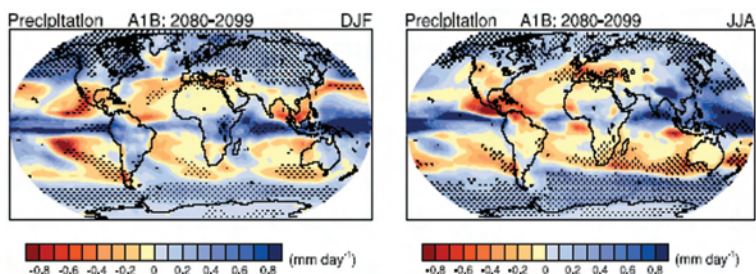 Precipitation A1B: 2080-2099 DJF
Precipitation A1B: 2080-2099 JJA
-0.8 -0.6 -0.4 -0.2 0 0.2 0.4 0.6 0.8 (mm day⁻¹)
-0.8 -0.6 -0.4 -0.2 0 0.2 0.4 0.6 0.8 (mm day⁻¹)